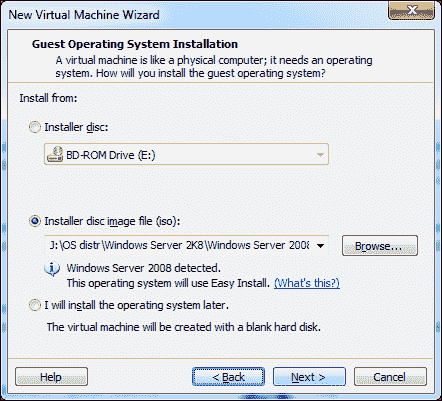 New Virtual Machine Wizard
Guest Operating System Installation
A virtual machine is like a physical computer; it needs an operating
system. How will you install the guest operating system?
Install from:
Installer disc:
BD-ROM Drive (E:)
Installer disc image file (iso):
J:\OS distr\Windows Server 2K8\Windows Server 2008
Browse...
Windows Server 2008 detected.
This operating system will use Easy Install. (What's this?)
I will install the operating system later.
The virtual machine will be created with a blank hard disk.
Help
< Back
Next >
Cancel